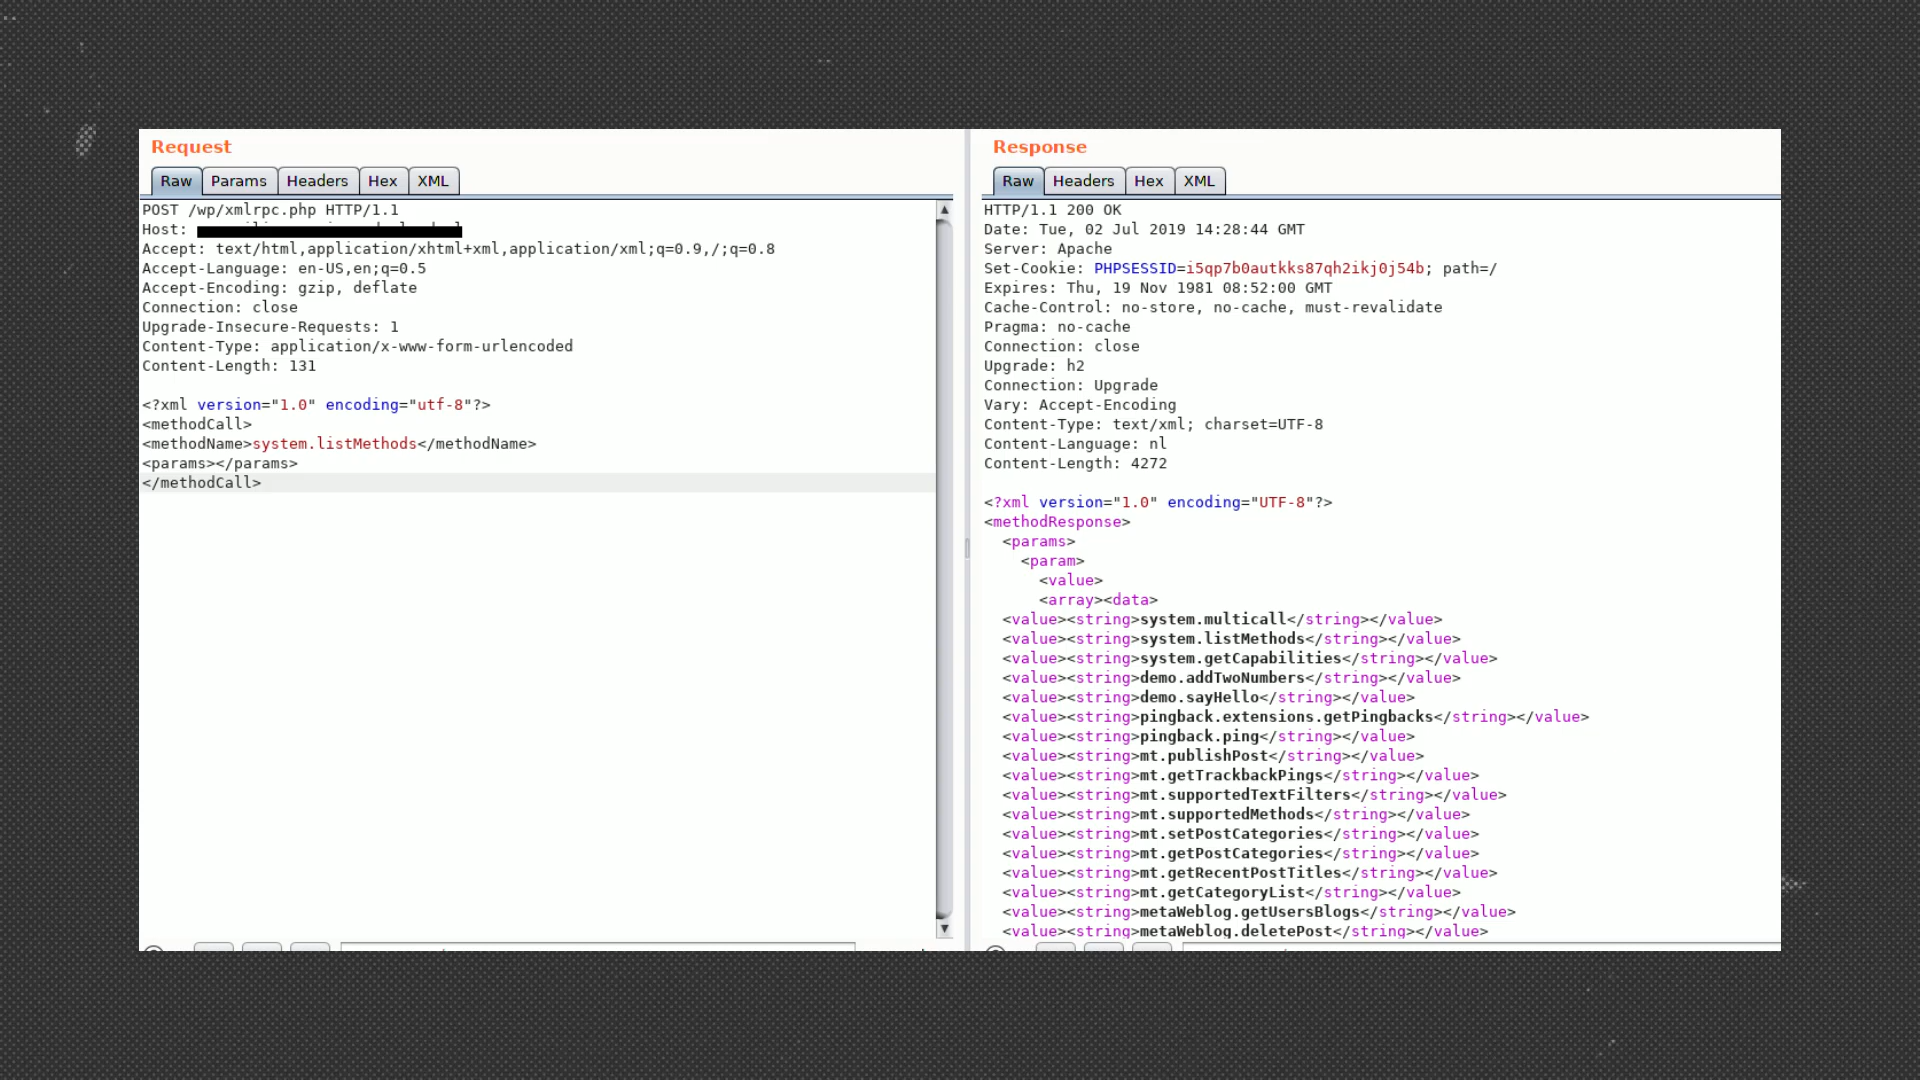 Request
Raw Params Headers Hex XML
POST /wp/xmlrpc.php HTTP/1.1
Host:
Accept: text/html,application/xhtml+xml,application/xml;q=0.9,/;q=0.8
Accept-Language: en-US,en;q=0.5
Accept-Encoding: gzip, deflate
Connection: close
Upgrade-Insecure-Requests: 1
Content-Type: application/x-www-form-urlencoded
Content-Length: 131
<?xml version="1.0" encoding="utf-8"?>
<methodCall>
<methodName>system.listMethods</methodName>
<params></params>
</methodCall>
Response
Raw Headers Hex XML
HTTP/1.1 200 OK
Date: Tue, 02 Jul 2019 14:28:44 GMT
Server: Apache
Set-Cookie: PHPSESSID=i5qp7b0autkks87qh2ikj0j54b; path=/
Expires: Thu, 19 Nov 1981 08:52:00 GMT
Cache-Control: no-store, no-cache, must-revalidate
Pragma: no-cache
Connection: close
Upgrade: h2
Connection: Upgrade
Vary: Accept-Encoding
Content-Type: text/xml; charset=UTF-8
Content-Language: nl
Content-Length: 4272
<?xml version="1.0" encoding="UTF-8"?>
<methodResponse>
<params>
<param>
<value>
<array><data>
<value><string>system.multicall</string></value>
<value><string>system.listMethods</string></value>
<value><string>system.getCapabilities</string></value>
<value><string>demo.addTwoNumbers</string></value>
<value><string>demo.sayHello</string></value>
<value><string>pingback.extensions.getPingbacks</string></value>
<value><string>pingback.ping</string></value>
<value><string>mt.publishPost</string></value>
<value><string>mt.getTrackbackPings</string></value>
<value><string>mt.supportedTextFilters</string></value>
<value><string>mt.supportedMethods</string></value>
<value><string>mt.setPostCategories</string></value>
<value><string>mt.getPostCategories</string></value>
<value><string>mt.getRecentPostTitles</string></value>
<value><string>mt.getCategoryList</string></value>
<value><string>metaWeblog.getUsersBlogs</string></value>
<value><string>metaWeblog.deletePost</string></value>